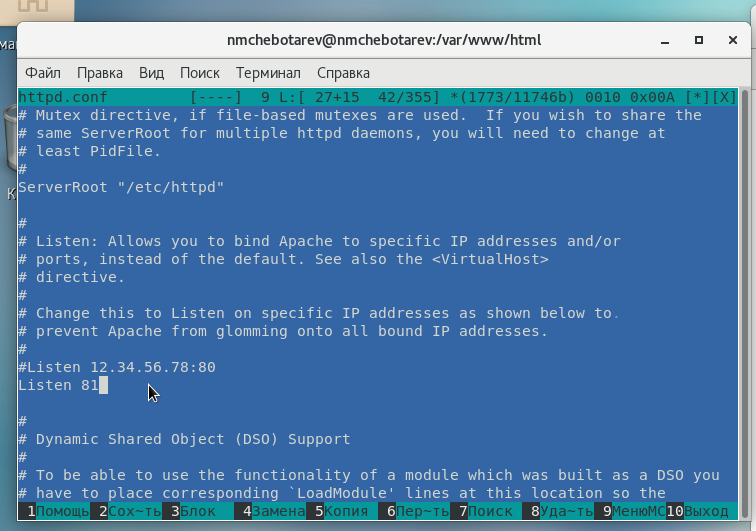 nmchebotarev@nmchebotarev:/var/www/html
Файл Правка Вид Поиск Терминал Справка
httpd.conf [----] 9 L:[ 27+15 42/355] *(1773/11746b) 0010 0x00A [*][X]
# Mutex directive, if file-based mutexes are used.  If you wish to share the
# same ServerRoot for multiple httpd daemons, you will need to change at
# least PidFile.
#
ServerRoot "/etc/httpd"
#
# Listen: Allows you to bind Apache to specific IP addresses and/or
# ports, instead of the default. See also the <VirtualHost>
# directive.
#
# Change this to Listen on specific IP addresses as shown below to.
# prevent Apache from glomming onto all bound IP addresses.
#
#Listen 12.34.56.78:80
Listen 81
#
# Dynamic Shared Object (DSO) Support
#
# To be able to use the functionality of a module which was built as a DSO you
# have to place corresponding `LoadModule' lines at this location so the
1Помощь 2Сох~ть 3Блок 4Замена 5Копия 6Пер~ть 7Поиск 8Уда~ть 9МенюMC 10Выход